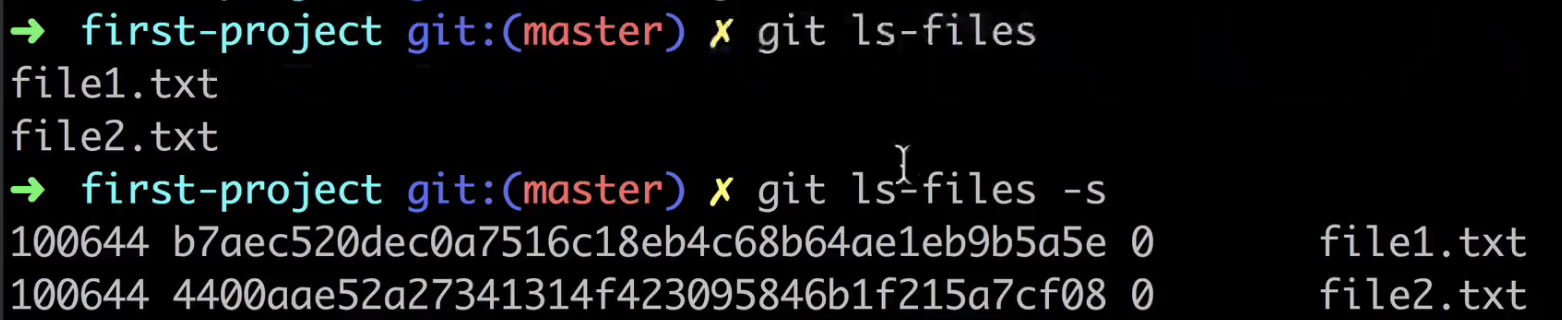 ➜ first-project git:(master) ✗ git ls-files
file1.txt
file2.txt
➜ first-project git:(master) ✗ git ls-files -s
100644 b7aec520dec0a7516c18eb4c68b64ae1eb9b5a5e 0 file1.txt
100644 4400aae52a27341314f423095846b1f215a7cf08 0 file2.txt